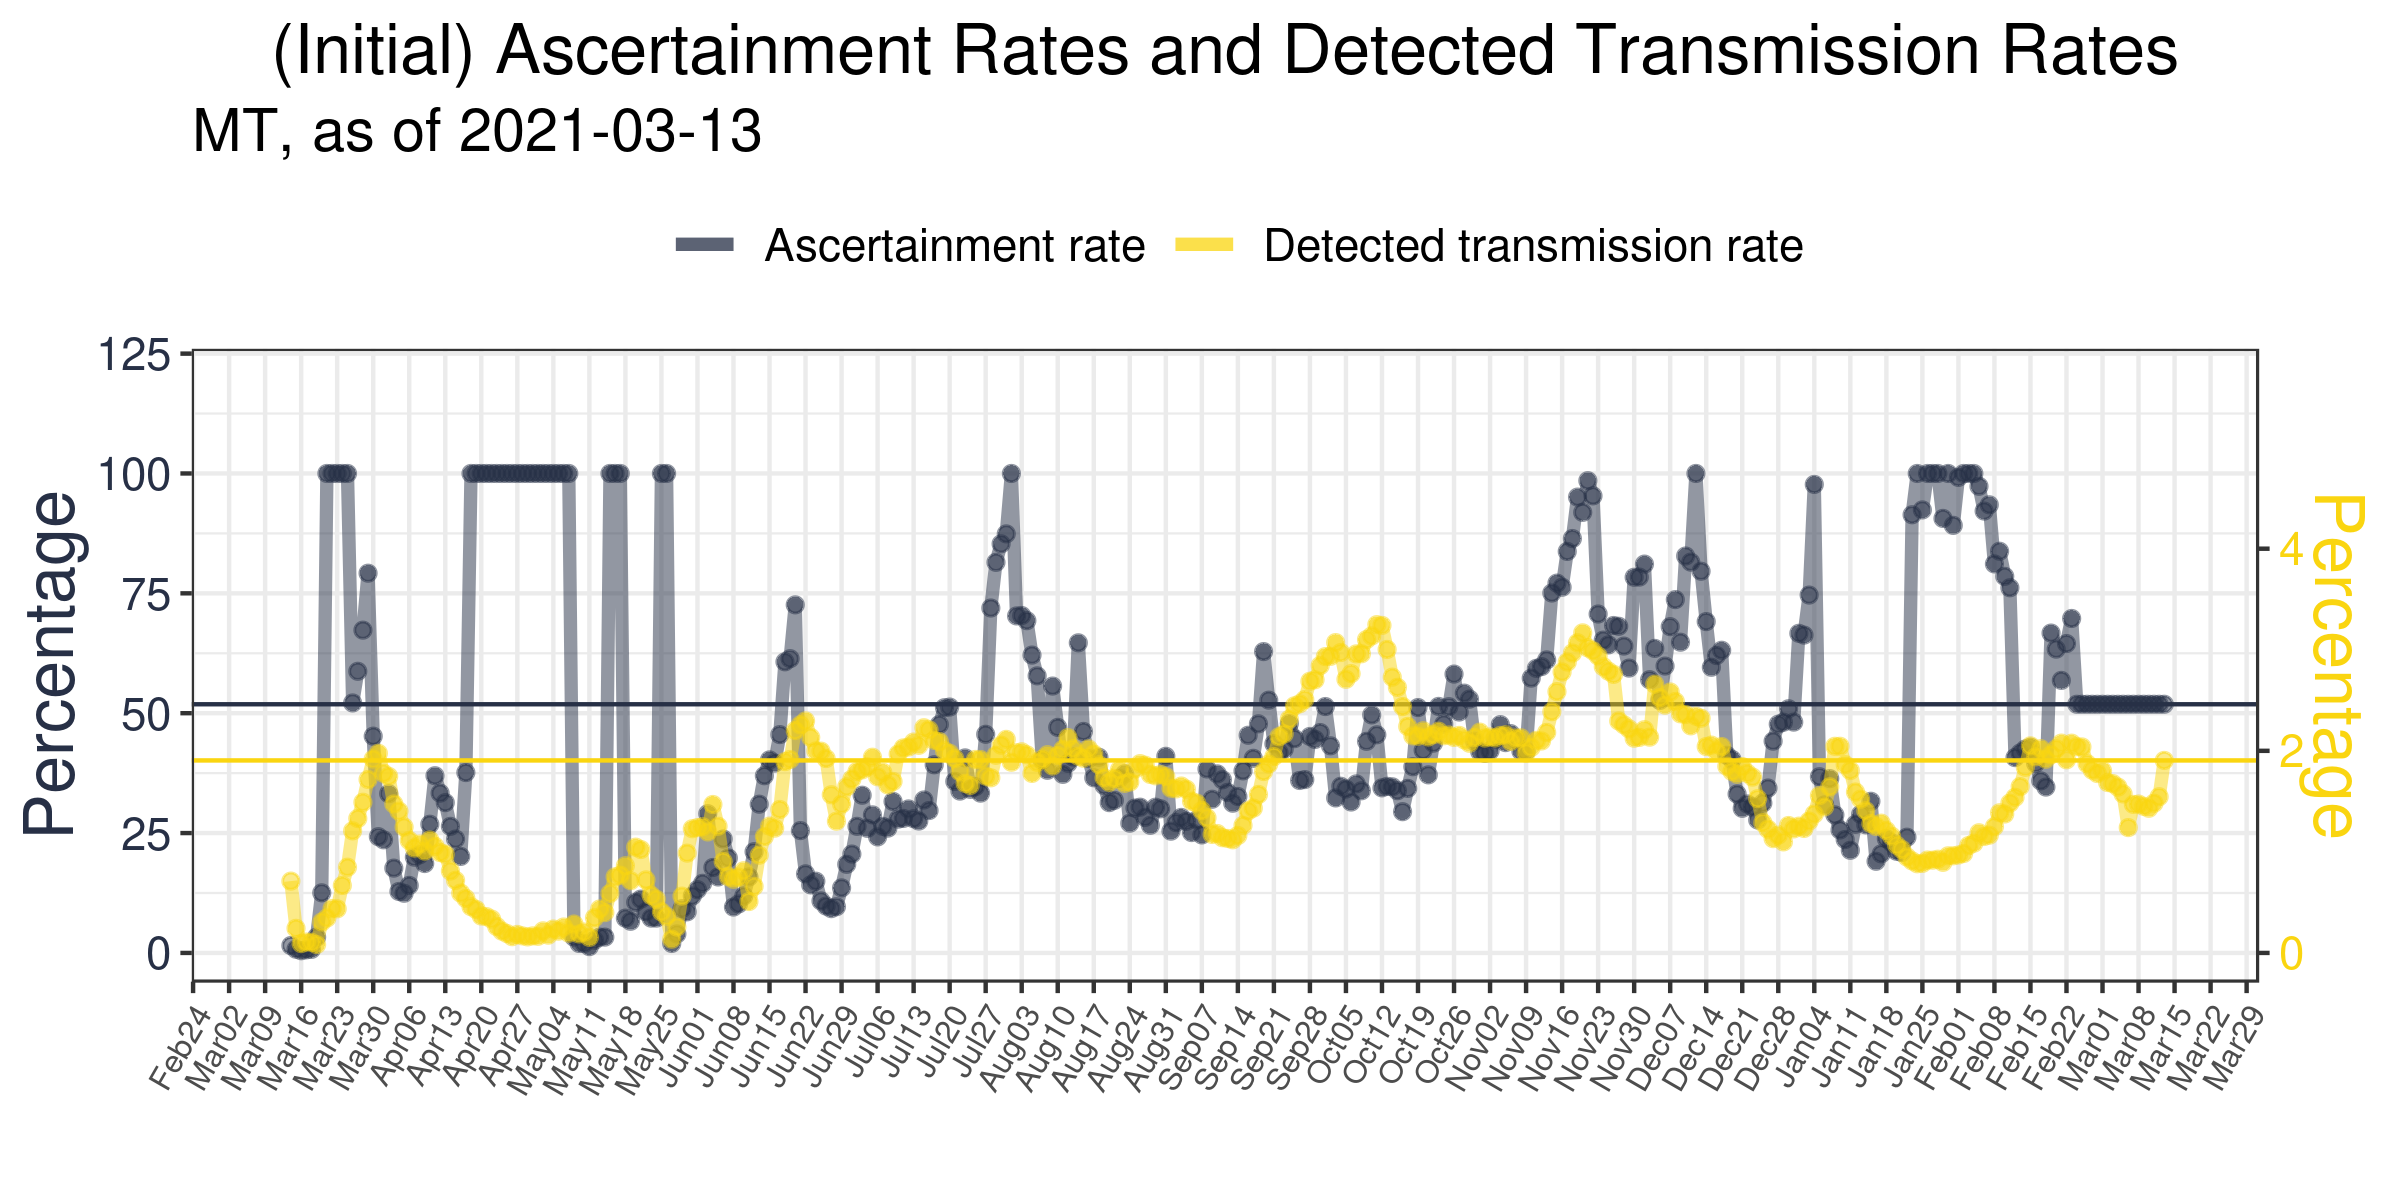 (Initial) Ascertainment Rates and Detected Transmission Rates
MT, as of 2021-03-13
Ascertainment rate
Detected transmission rate
Percentage
125
100
75
50
25
0
4
2
0
Percentage
Feb24
Mar02
Mar09
Mar16
Mar23
Mar30
Apr06
Apr13
Apr20
Apr27
May04
May11
May18
May25
Jun01
Jun08
Jun15
Jun22
Jun29
Jul06
Jul13
Jul20
Jul27
Aug03
Aug10
Aug17
Aug24
Aug31
Sep07
Sep14
Sep21
Sep28
Oct05
Oct12
Oct19
Oct26
Nov02
Nov09
Nov16
Nov23
Nov30
Dec07
Dec14
Dec21
Dec28
Jan04
Jan11
Jan18
Jan25
Feb01
Feb08
Feb15
Feb22
Mar01
Mar08
Mar15
Mar22
Mar29